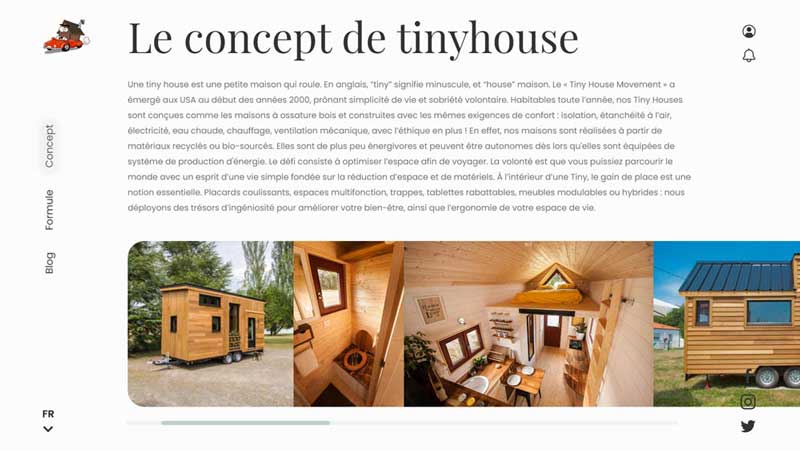 Le concept de tinyhouse
Une tiny house est une petite maison qui roule. En anglais, “tiny” signifie minuscule, et “house” maison. Le « Tiny House Movement » a
émergé aux USA au début des années 2000, prônant simplicité de vie et sobriété volontaire. Habitables toute l'année, nos Tiny Houses
sont conçues comme les maisons à ossature bois et construites avec les mêmes exigences de confort : isolation, étanchéité à l'air,
électricité, eau chaude, chauffage, ventilation mécanique, avec l'éthique en plus ! En effet, nos maisons sont réalisées à partir de
matériaux recyclés ou bio-sourcés. Elles sont de plus peu énergivores et peuvent être autonomes dès lors qu'elles sont équipées de
système de production d'énergie. Le défi consiste à optimiser l'espace afin de voyager. La volonté est que vous puissiez parcourir le
monde avec un esprit d'une vie simple fondée sur la réduction d'espace et de matériels. À l'intérieur d'une Tiny, le gain de place est une
notion essentielle. Placards coulissants, espaces multifonction, trappes, tablettes rabattables, meubles modulables ou hybrides : nous
déployons des trésors d'ingéniosité pour améliorer votre bien-être, ainsi que l'ergonomie de votre espace de vie.
Concept
Formule
Blog
FR